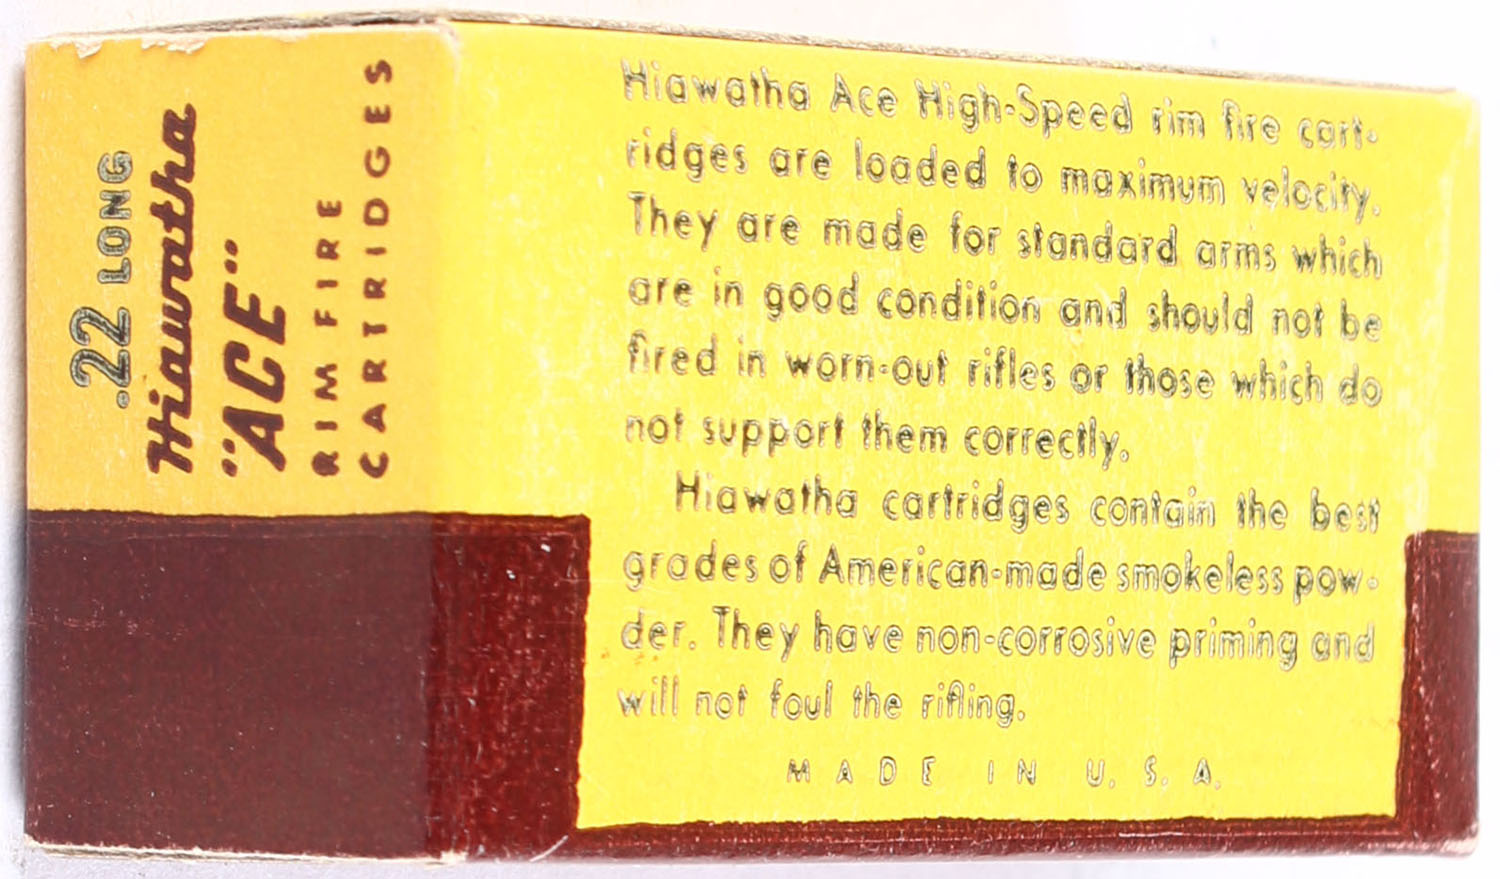 .22 LONG
Hiawatha
"ACE"
RIM FIRE
CARTRIDGES
Hiawatha Ace High-Speed rim fire cart-
ridges are loaded to maximum velocity.
They are made for standard arms which
are in good condition and should not be
fired in worn-out rifles or those which do
not support them correctly.
Hiawatha cartridges contain the best
grades of American-made smokeless pow-
der. They have non-corrosive priming and
will not foul the rifling.
MADE IN U. S. A.